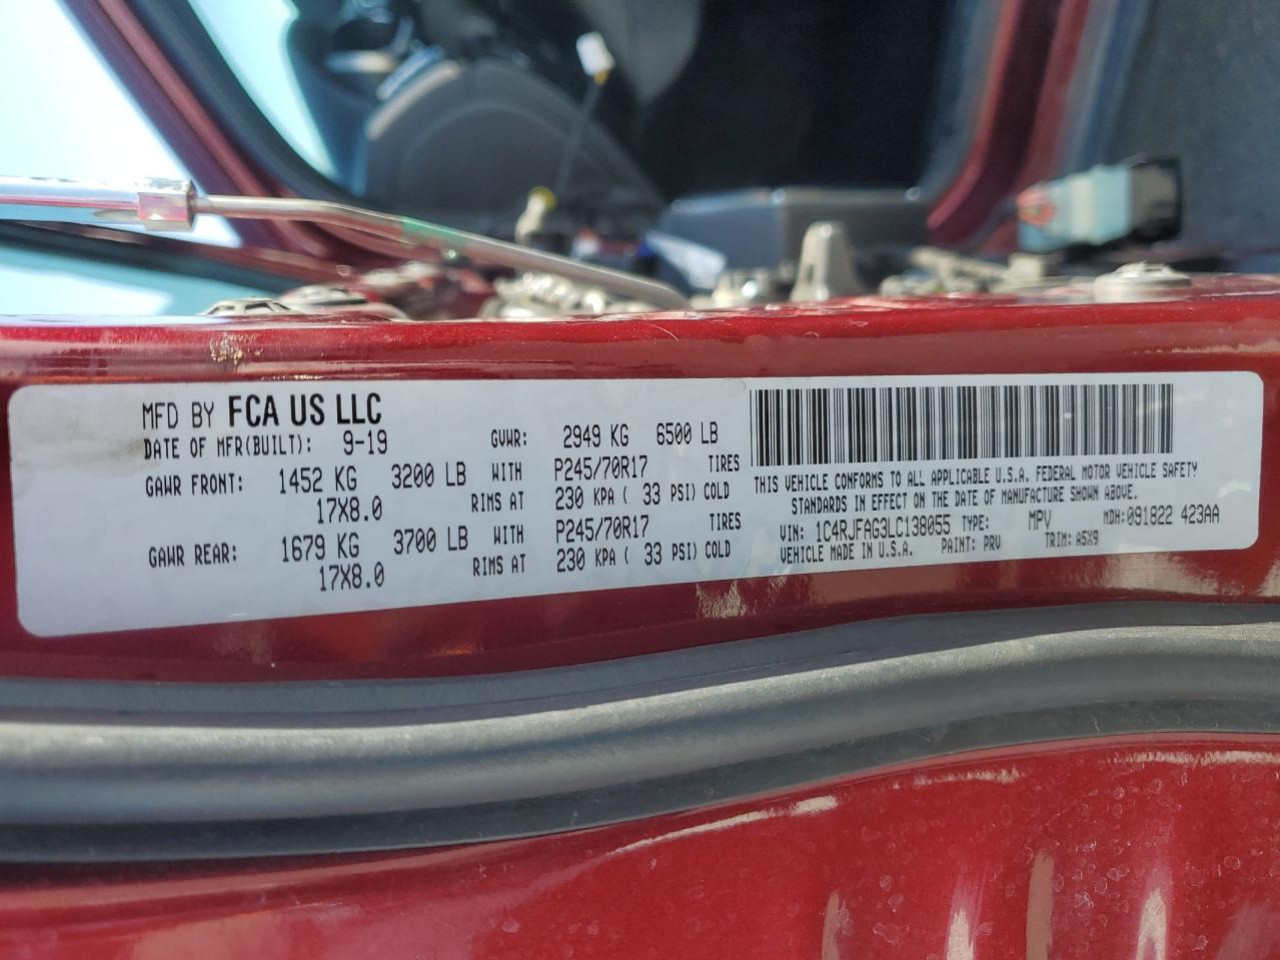 MFD BY FCA US LLC
DATE OF MFR(BUILT): 9-19 GVWR: 2949 KG 6500 LB
GAWR FRONT: 1452 KG 3200 LB WITH P245/70R17 TIRES
17X8.0 RIMS AT 230 KPA ( 33 PSI) COLD
GAWR REAR: 1679 KG 3700 LB WITH P245/70R17 TIRES
17X8.0 RIMS AT 230 KPA ( 33 PSI) COLD
THIS VEHICLE CONFORMS TO ALL APPLICABLE U.S.A. FEDERAL MOTOR VEHICLE SAFETY
STANDARDS IN EFFECT ON THE DATE OF MANUFACTURE SHOWN ABOVE.
VIN: 1C4RJFAG3LC138055 TYPE: MPV MDH:091822 423AA
VEHICLE MADE IN U.S.A. PAINT: PRV TRIM: A5X9